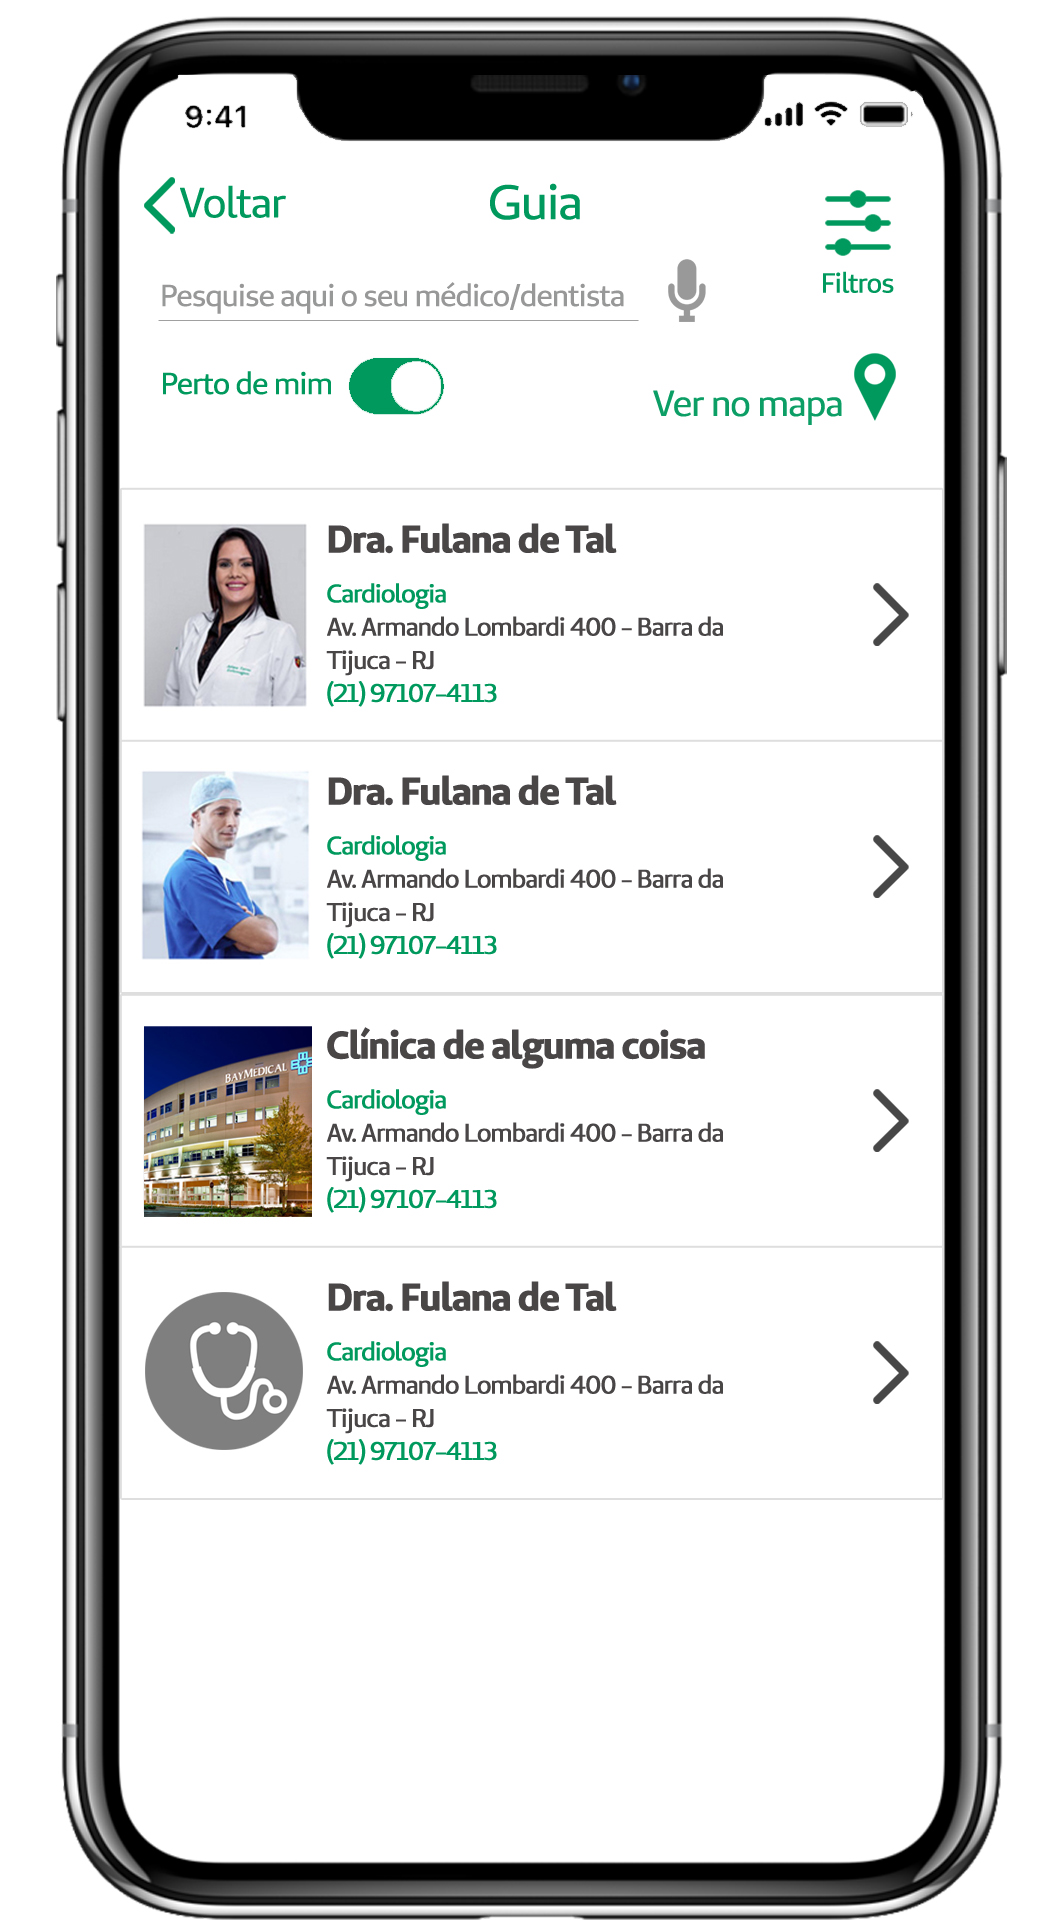 9:41
Voltar
Guia
Filtros
Pesquise aqui o seu médico/dentista
Perto de mim
Ver no mapa
Dra. Fulana de Tal
Cardiologia
Av. Armando Lombardi 400 - Barra da
Tijuca - RJ
(21) 97107-4113
Dra. Fulana de Tal
Cardiologia
Av. Armando Lombardi 400 - Barra da
Tijuca - RJ
(21) 97107-4113
BAYMEDICAL
Clínica de alguma coisa
Cardiologia
Av. Armando Lombardi 400 - Barra da
Tijuca - RJ
(21) 97107-4113
Dra. Fulana de Tal
Cardiologia
Av. Armando Lombardi 400 - Barra da
Tijuca - RJ
(21) 97107-4113